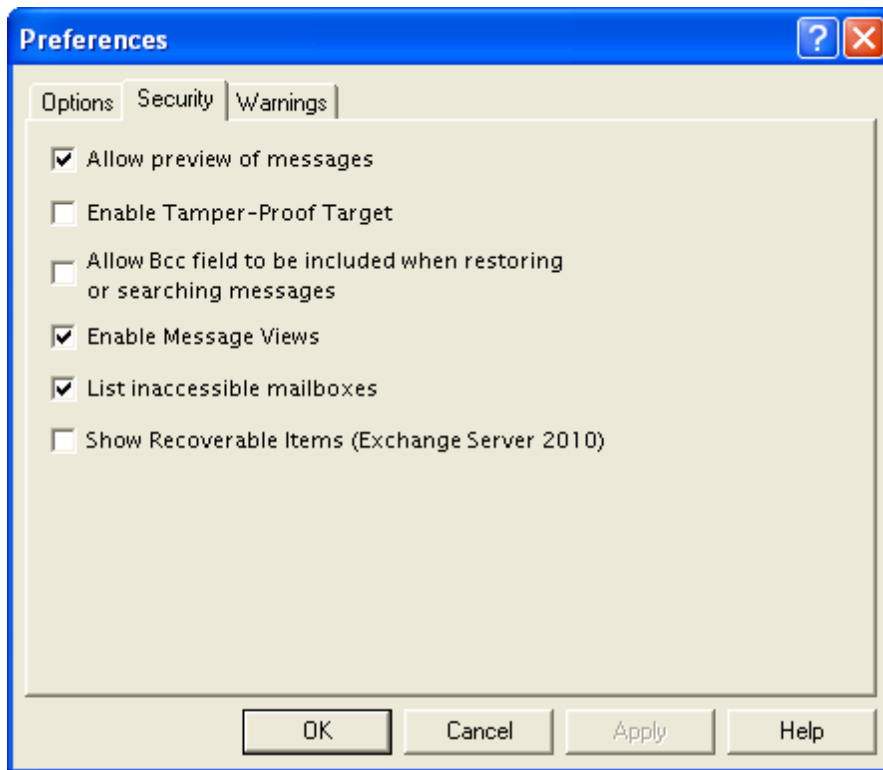 Preferences
Options Security Warnings
Allow preview of messages
Enable Tamper-Proof Target
Allow Bcc field to be included when restoring
or searching messages
Enable Message Views
List inaccessible mailboxes
Show Recoverable Items (Exchange Server 2010)
OK Cancel Apply Help